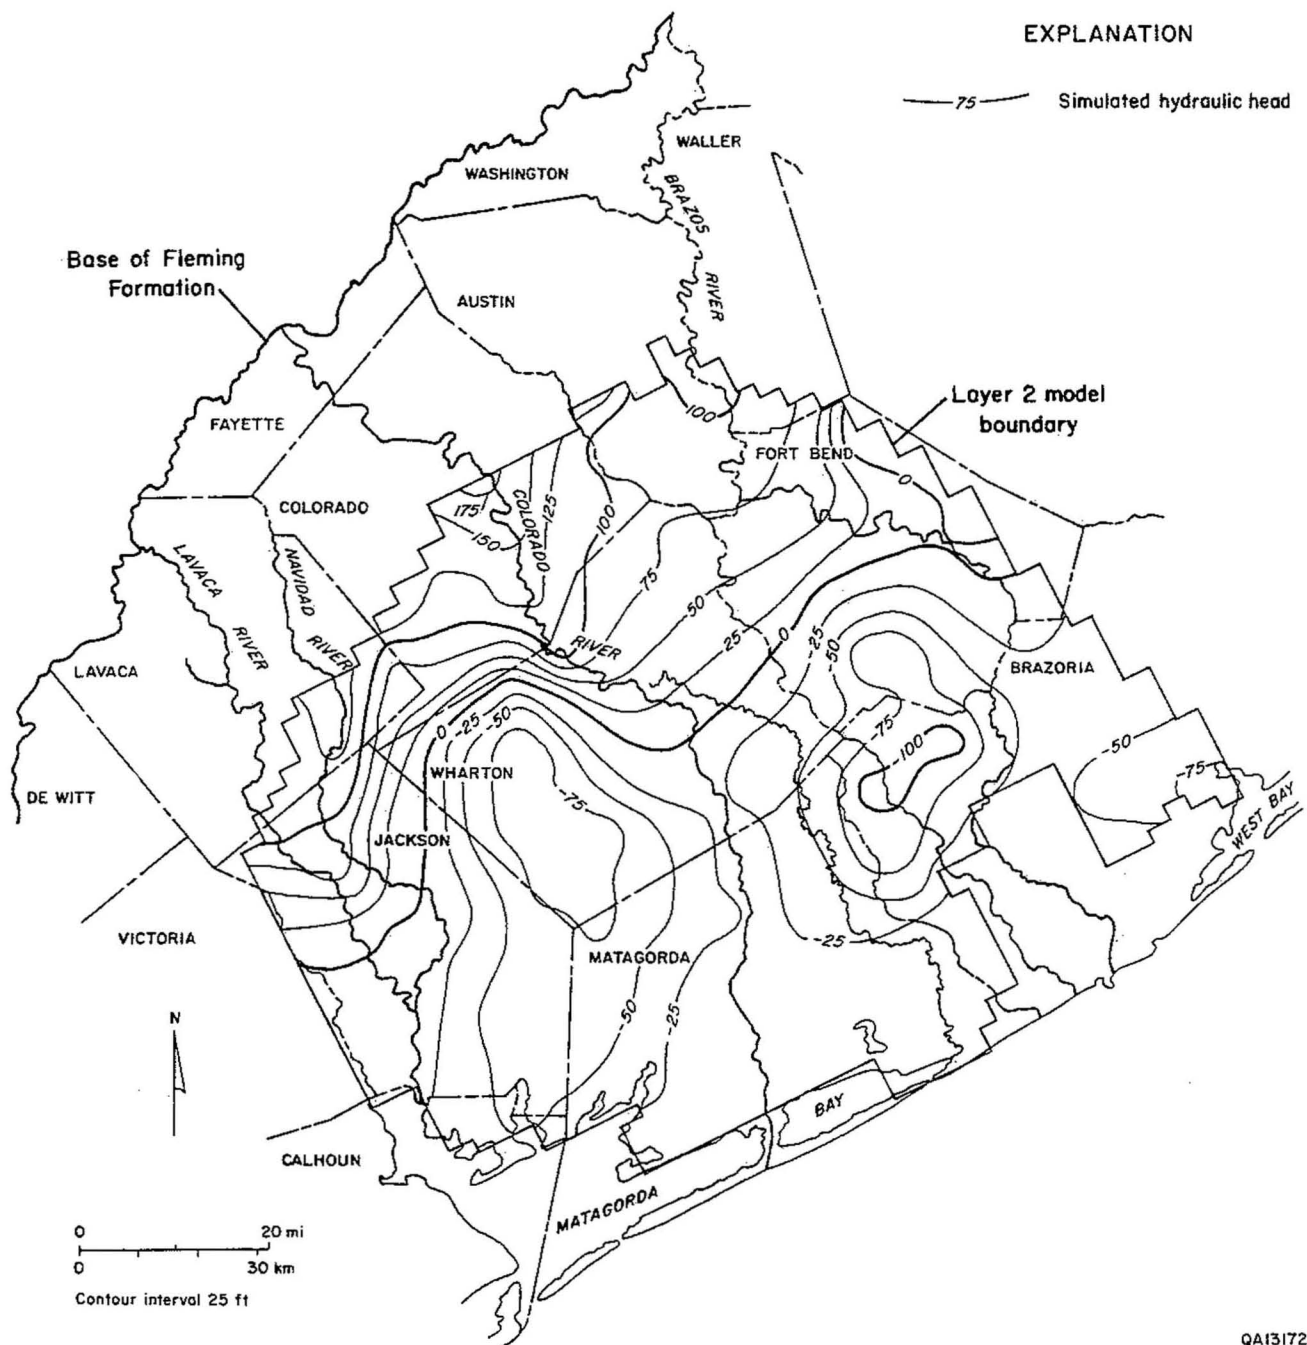 EXPLANATION
75
Simulated hydraulic head
WALLER
WASHINGTON
BRAZOS
RIVER
Base of Fleming
Formation
AUSTIN
Layer 2 model
boundary
100
FAYETTE
FORT BEND
0
COLORADO
175
150
COLORADO
125
100
LAVACA
RIVER
NAVIDAD
RIVER
75
50
25
0
-25
-50
RIVER
LAVACA
BRAZORIA
0
-25
-50
-75
-100
-50
-75
WHARTON
-75
DE WITT
JACKSON
WEST BAY
VICTORIA
MATAGORDA
-25
-50
-25
N
BAY
CALHOUN
MATAGORDA
0 20 mi
0 30 km
Contour interval 25 ft
QA13172